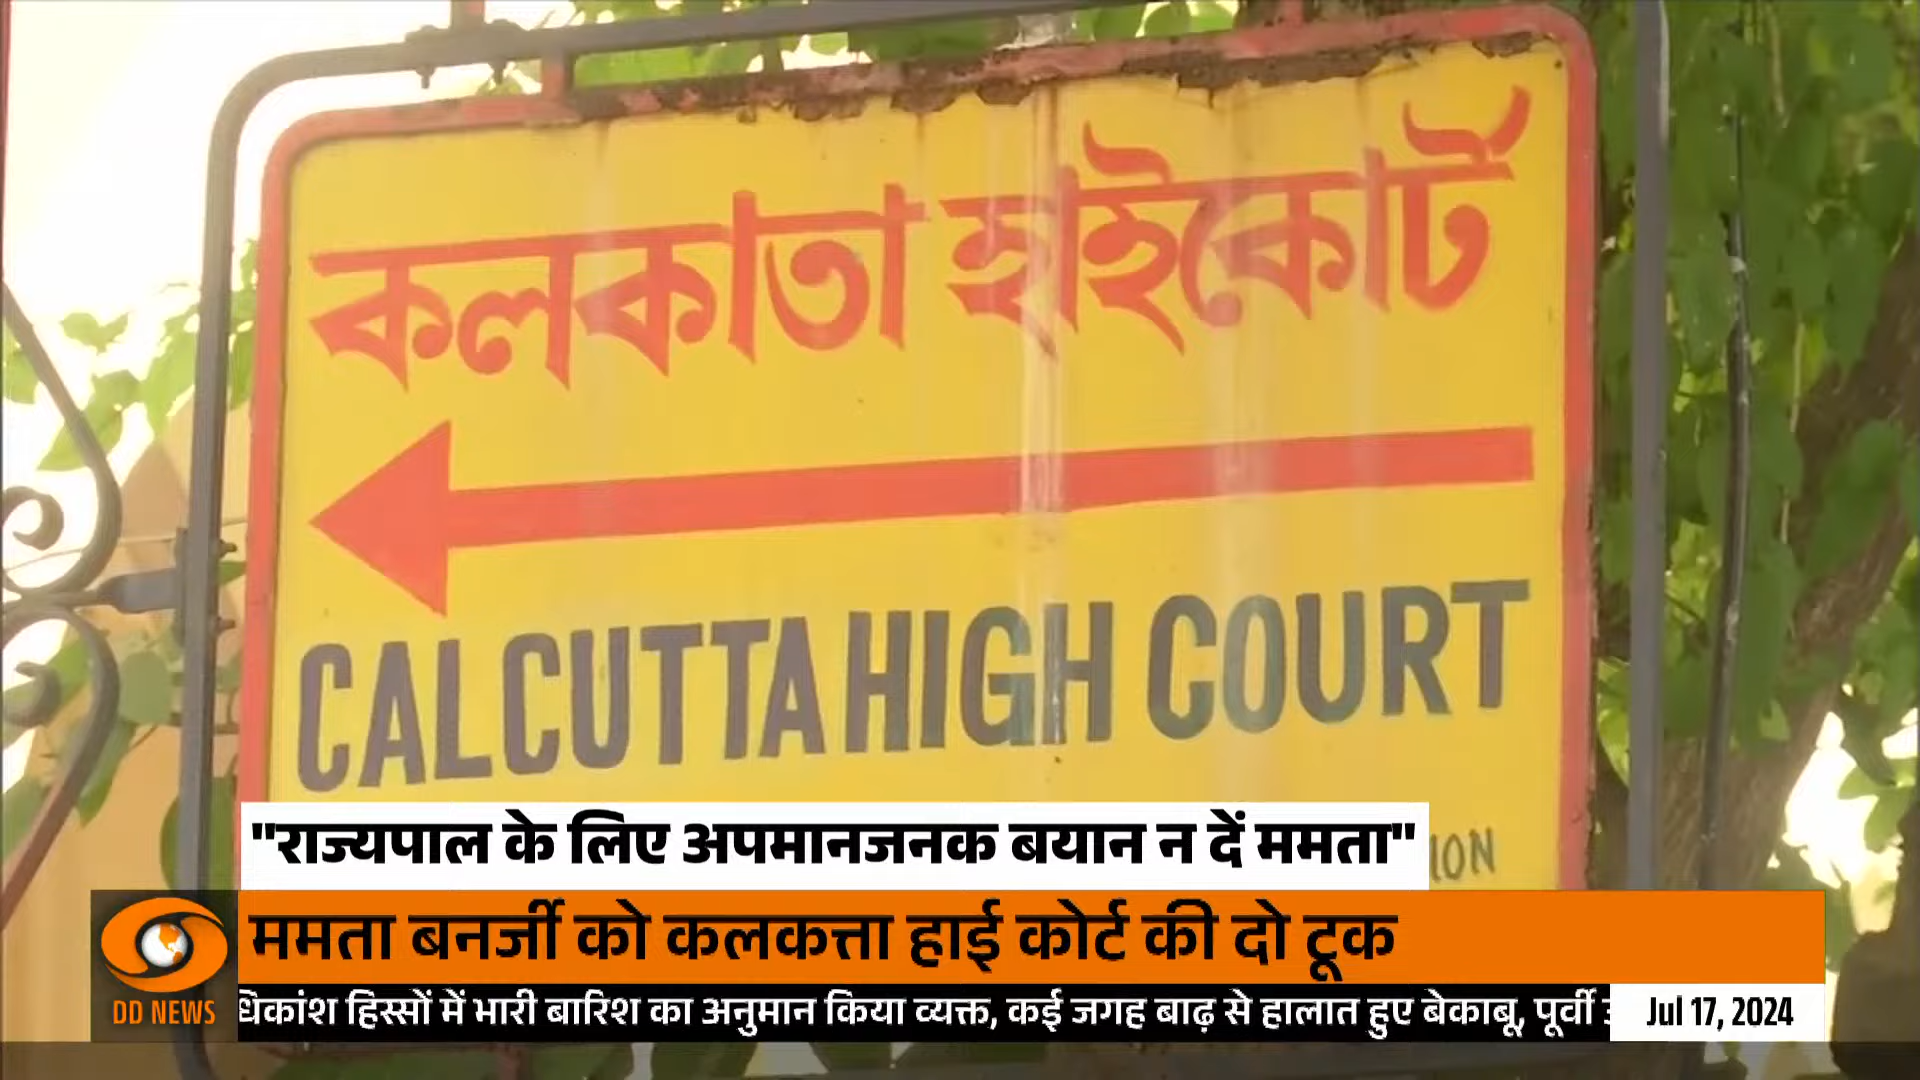 কলকাতা হাইকোর্ট
CALCUTTA HIGH COURT
"राज्यपाल के लिए अपमानजनक बयान न दें ममता"
ममता बनर्जी को कलकत्ता हाई कोर्ट की दो टूक
DD NEWS
हिस्सों में भारी बारिश का अनुमान किया व्यक्त, कई जगह बाढ़ से हालात हुए बेकाबू, पूर्वी
Jul 17, 2024